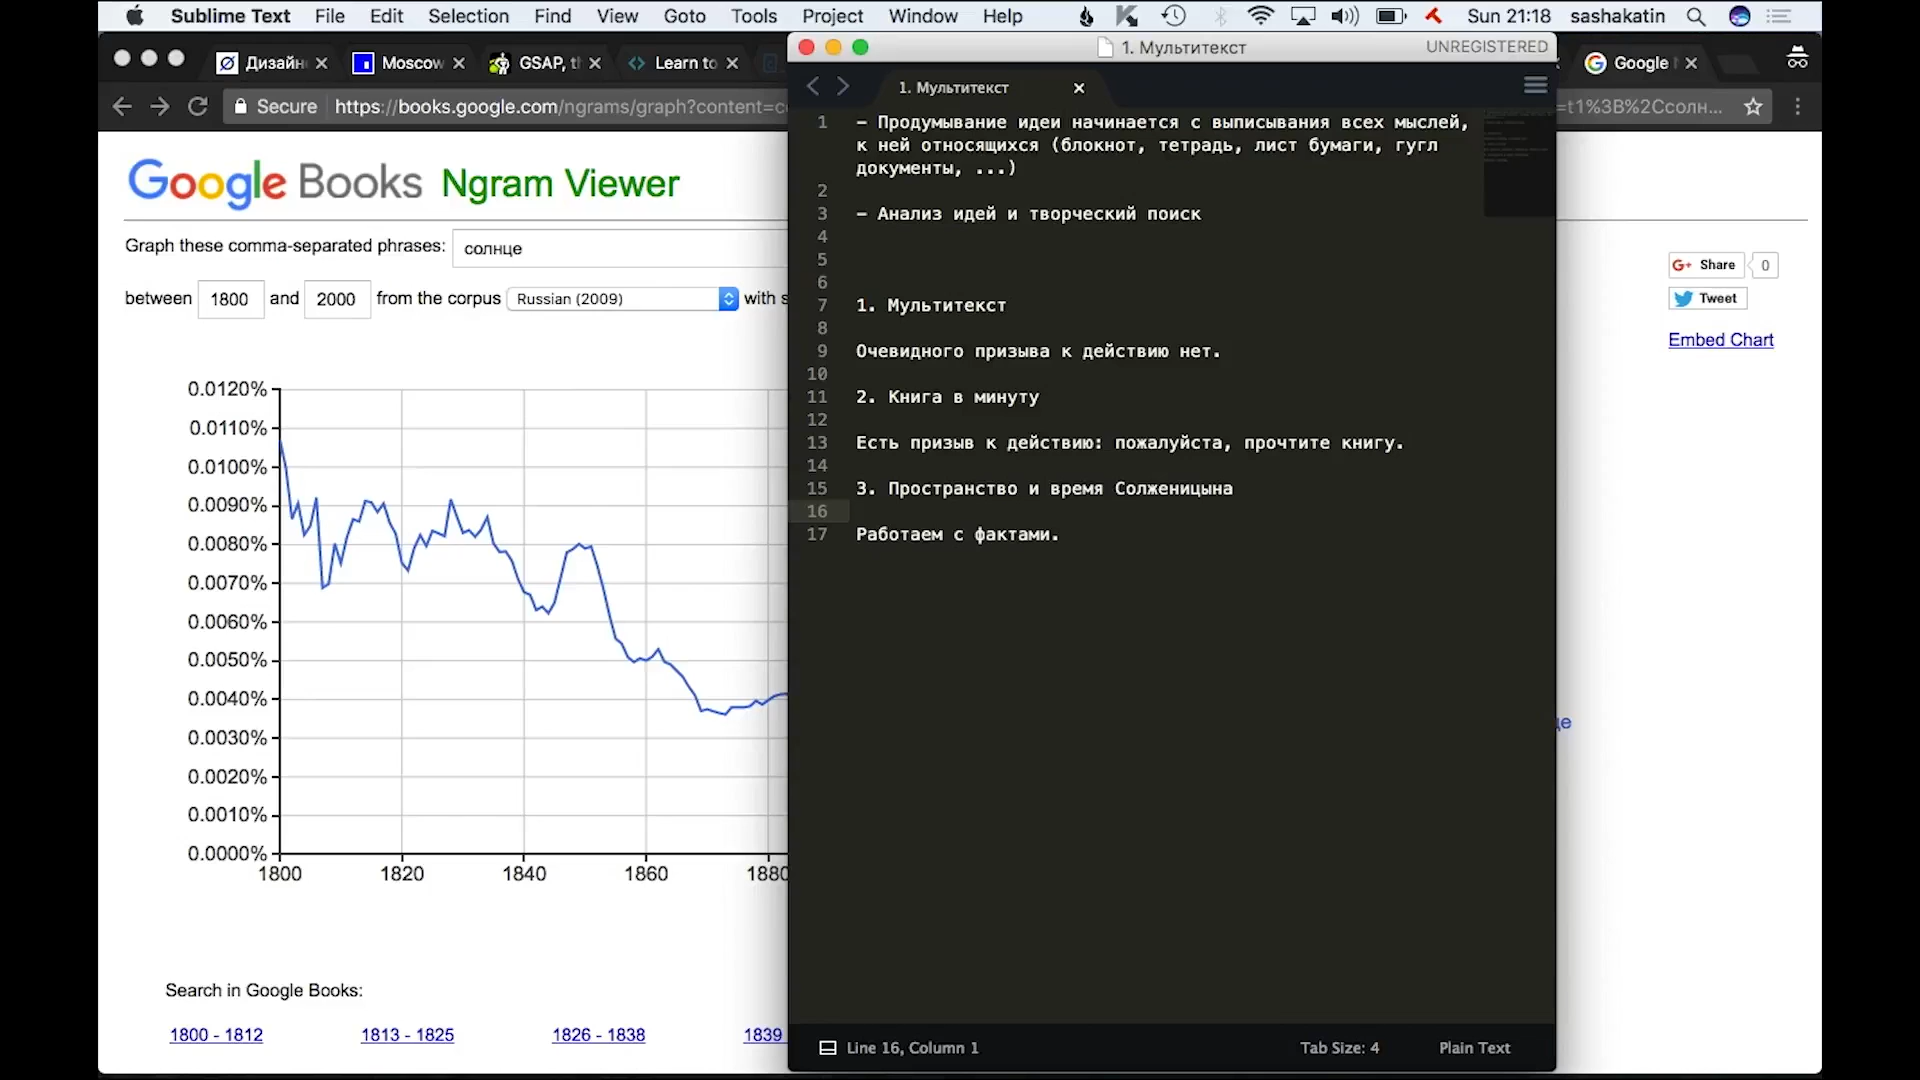 Sublime Text File Edit Selection Find View Goto Tools Project Window Help Sun 21:18 sashakatin
Дизайн Moscow GSAP, th Learn to
1. Мультитекст UNREGISTERED
Google
Secure https://books.google.com/ngrams/graph?content=
=t1%3B%2Cсолн...
Google Books Ngram Viewer
Graph these comma-separated phrases: солнце
between 1800 and 2000 from the corpus Russian (2009) with s
G+ Share 0
Tweet
Embed Chart
0.0120%
0.0110%
0.0100%
0.0090%
0.0080%
0.0070%
0.0060%
0.0050%
0.0040%
0.0030%
0.0020%
0.0010%
0.0000%
1800 1820 1840 1860 1880
Search in Google Books:
1800 - 1812 1813 - 1825 1826 - 1838 1839
1. Мультитекст
1 – Продумывание идеи начинается с выписывания всех мыслей,
к ней относящихся (блокнот, тетрадь, лист бумаги, гугл
документы, ...)
2
3 – Анализ идей и творческий поиск
4
5
6
7 1. Мультитекст
8
9 Очевидного призыва к действию нет.
10
11 2. Книга в минуту
12
13 Есть призыв к действию: пожалуйста, прочтите книгу.
14
15 3. Пространство и время Солженицына
16
17 Работаем с фактами.
Line 16, Column 1 Tab Size: 4 Plain Text